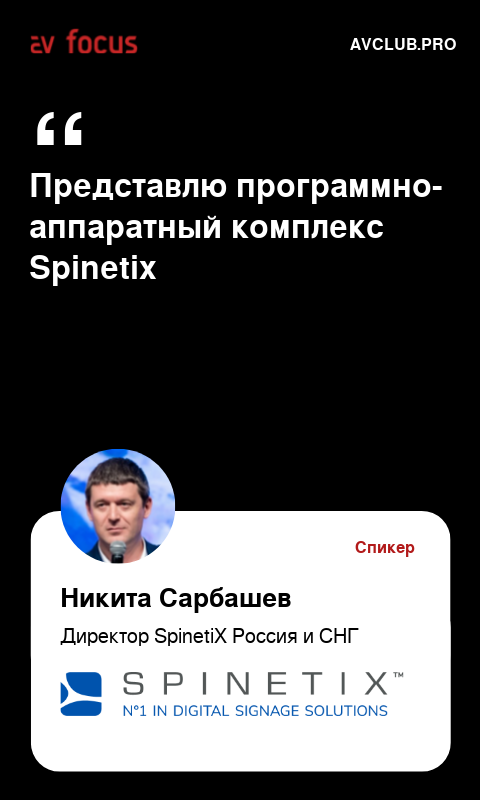 av focus
AVCLUB.PRO
“
Представлю программно-
аппаратный комплекс
Spinetix
Спикер
Никита Сарбашев
Директор SpinetiX Россия и СНГ
SPINETIX™
N°1 IN DIGITAL SIGNAGE SOLUTIONS